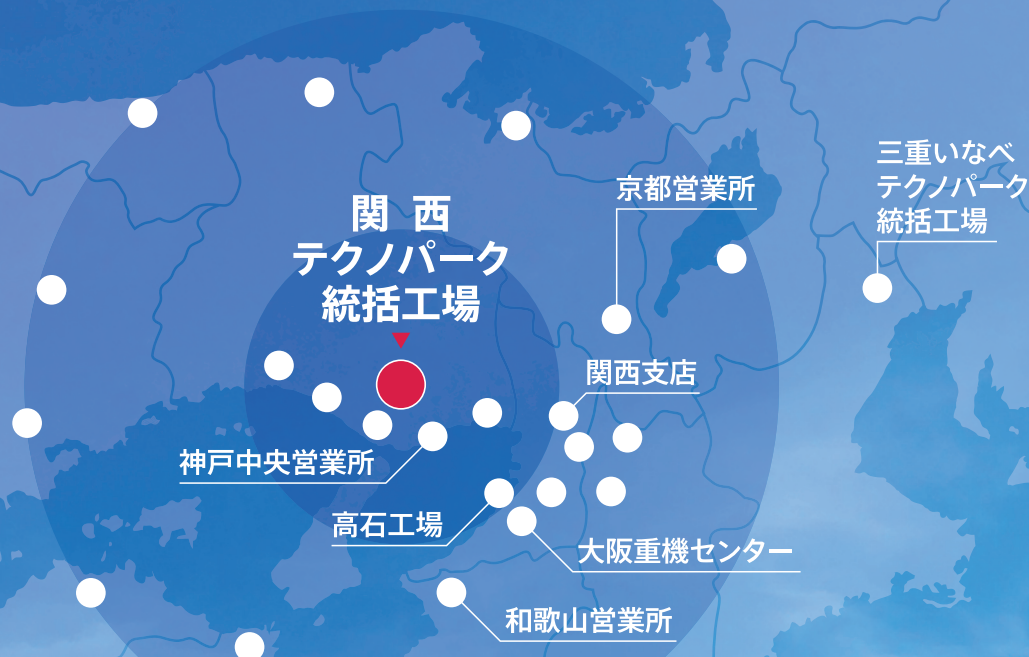 三重いなべ
テクノパーク
統括工場
京都営業所
関 西
テクノパーク
統括工場
関西支店
神戸中央営業所
高石工場
大阪重機センター
和歌山営業所